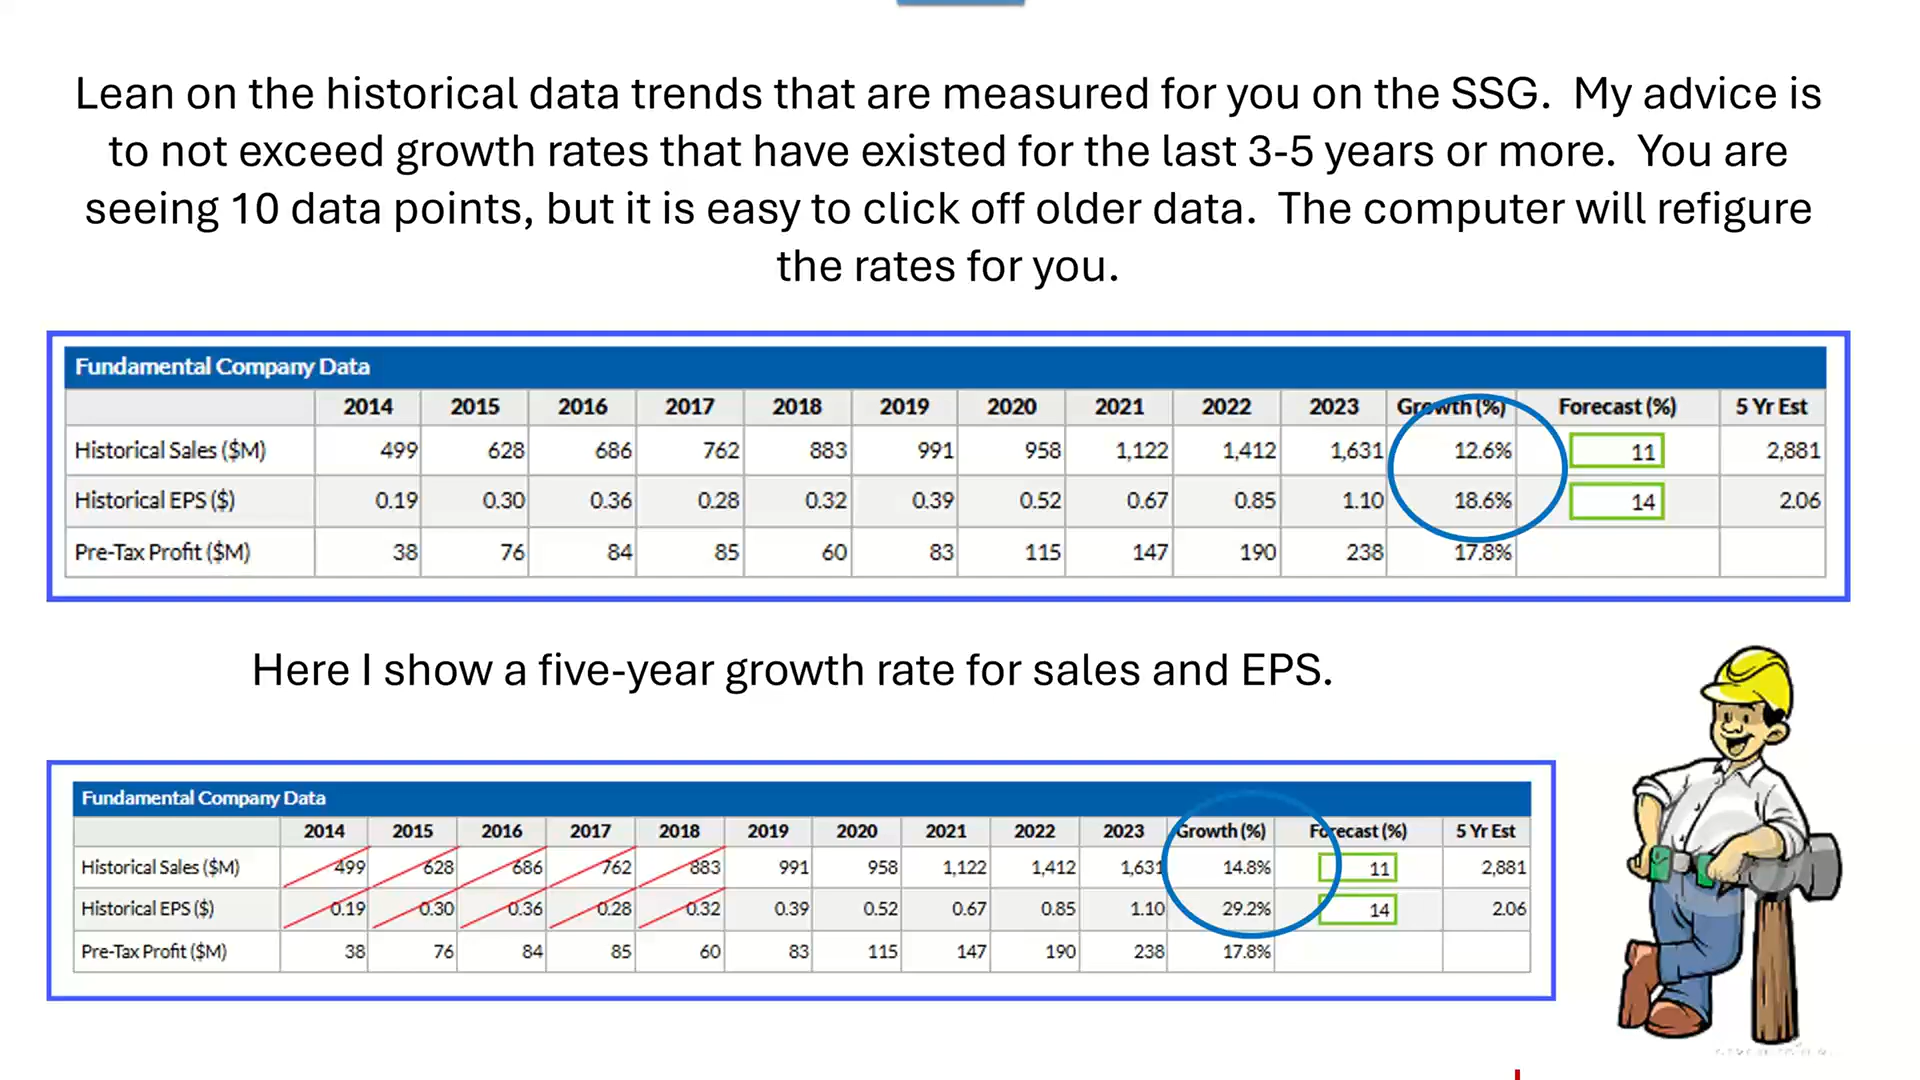 Lean on the historical data trends that are measured for you on the SSG. My advice is
to not exceed growth rates that have existed for the last 3-5 years or more. You are
seeing 10 data points, but it is easy to click off older data. The computer will refigure
the rates for you.
Fundamental Company Data
2014 2015 2016 2017 2018 2019 2020 2021 2022 2023 Growth (%) Forecast (%) 5 Yr Est
Historical Sales ($M) 499 628 686 762 883 991 958 1,122 1,412 1,631 12.6% 11 2,881
Historical EPS ($) 0.19 0.30 0.36 0.28 0.32 0.39 0.52 0.67 0.85 1.10 18.6% 14 2.06
Pre-Tax Profit ($M) 38 76 84 85 60 83 115 147 190 238 17.8%
Here I show a five-year growth rate for sales and EPS.
Fundamental Company Data
2014 2015 2016 2017 2018 2019 2020 2021 2022 2023 Growth (%) Forecast (%) 5 Yr Est
Historical Sales ($M) 499 628 686 762 883 991 958 1,122 1,412 1,631 14.8% 11 2,881
Historical EPS ($) 0.19 0.30 0.36 0.28 0.32 0.39 0.52 0.67 0.85 1.10 29.2% 14 2.06
Pre-Tax Profit ($M) 38 76 84 85 60 83 115 147 190 238 17.8%